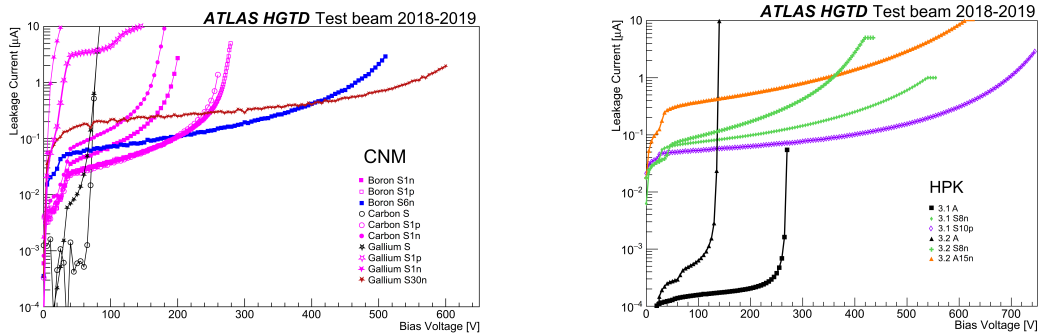 ATLAS HGTD Test beam 2018-2019
Leakage Current [µA]
10
1
10⁻¹
10⁻²
10⁻³
10⁻⁴
CNM
Boron S1n
Boron S1p
Boron S6n
Carbon S
Carbon S1p
Carbon S1n
Gallium S
Gallium S1p
Gallium S1n
Gallium S30n
0 100 200 300 400 500 600
Bias Voltage [V]
ATLAS HGTD Test beam 2018-2019
Leakage Current [µA]
10
1
10⁻¹
10⁻²
10⁻³
10⁻⁴
HPK
3.1 A
3.1 S8n
3.1 S10p
3.2 A
3.2 S8n
3.2 A15n
0 100 200 300 400 500 600 700
Bias Voltage [V]